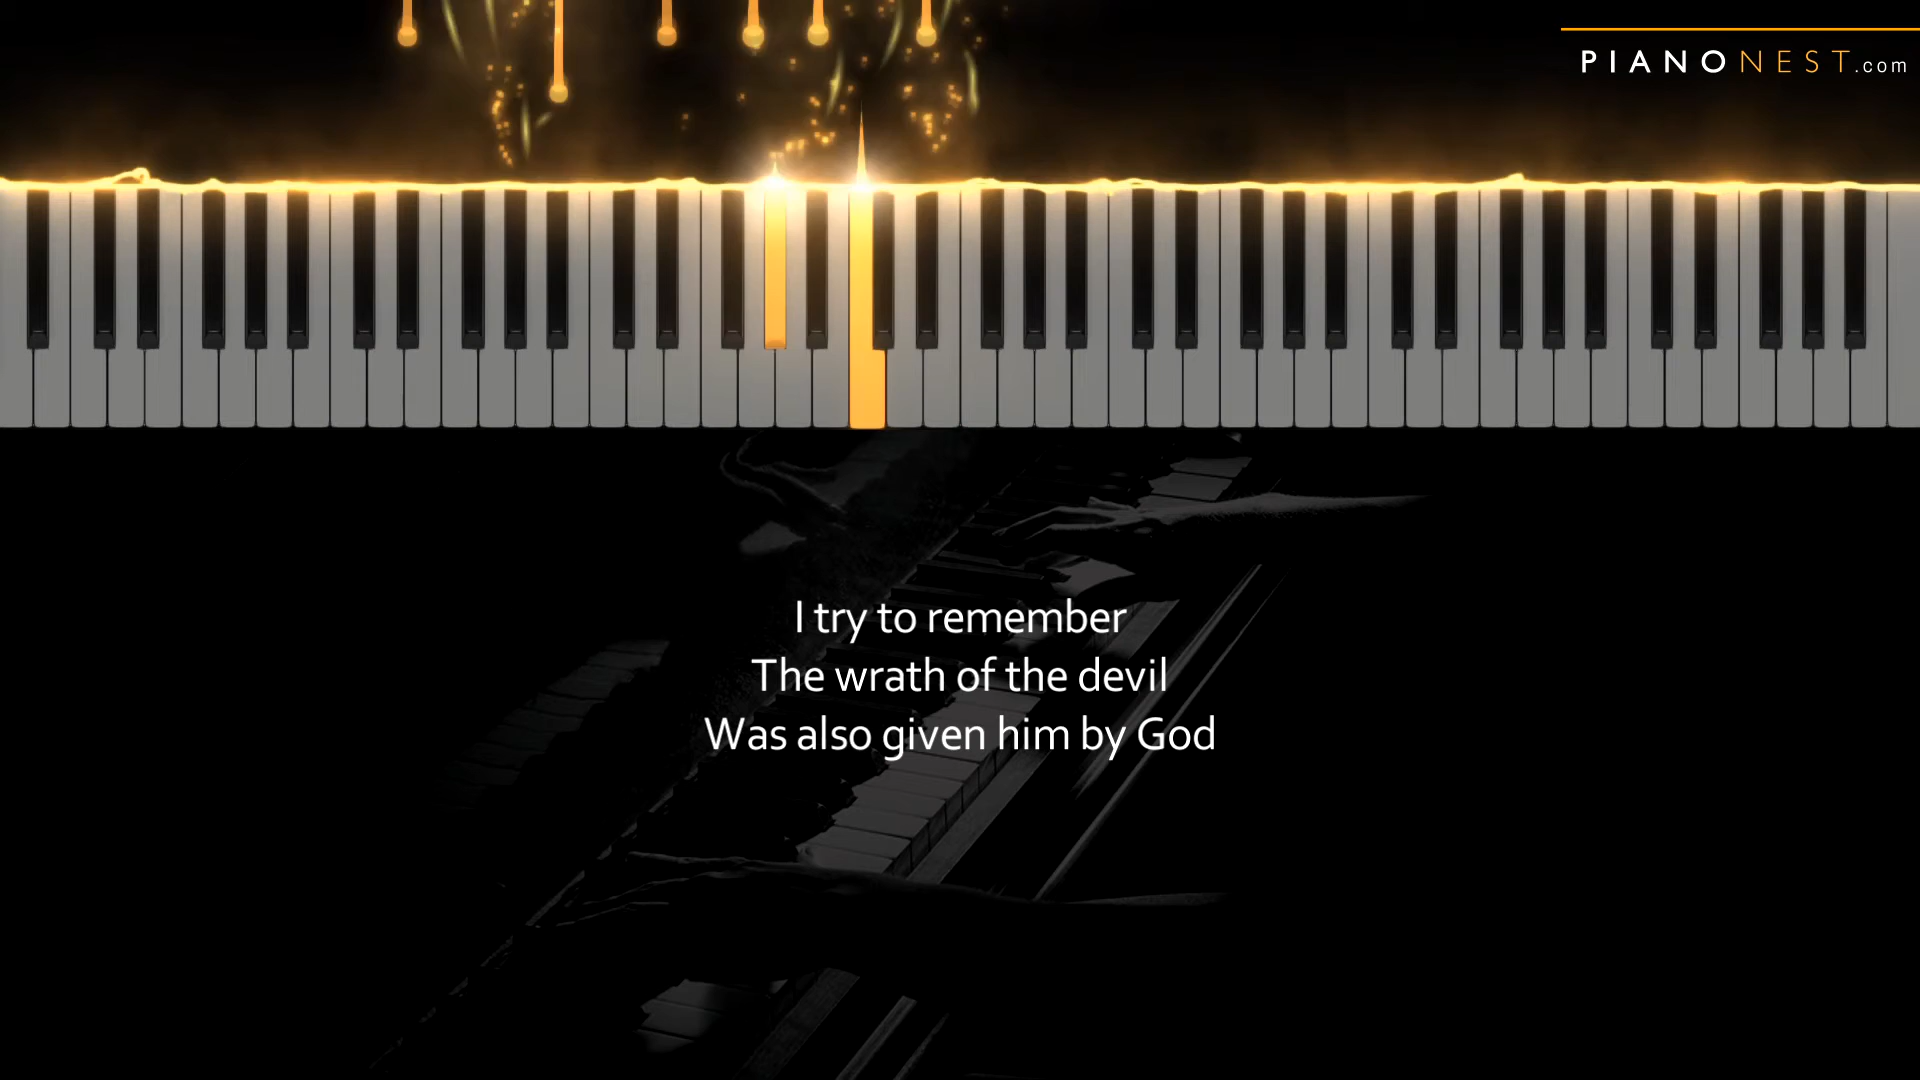 PIANONEST.com
I try to remember
The wrath of the devil
Was also given him by God